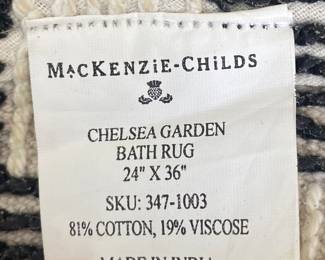 MACKENZIE-CHILDS
CHELSEA GARDEN
BATH RUG
24" X 36"
SKU: 347-1003
81% COTTON, 19% VISCOSE
MADE IN INDIA